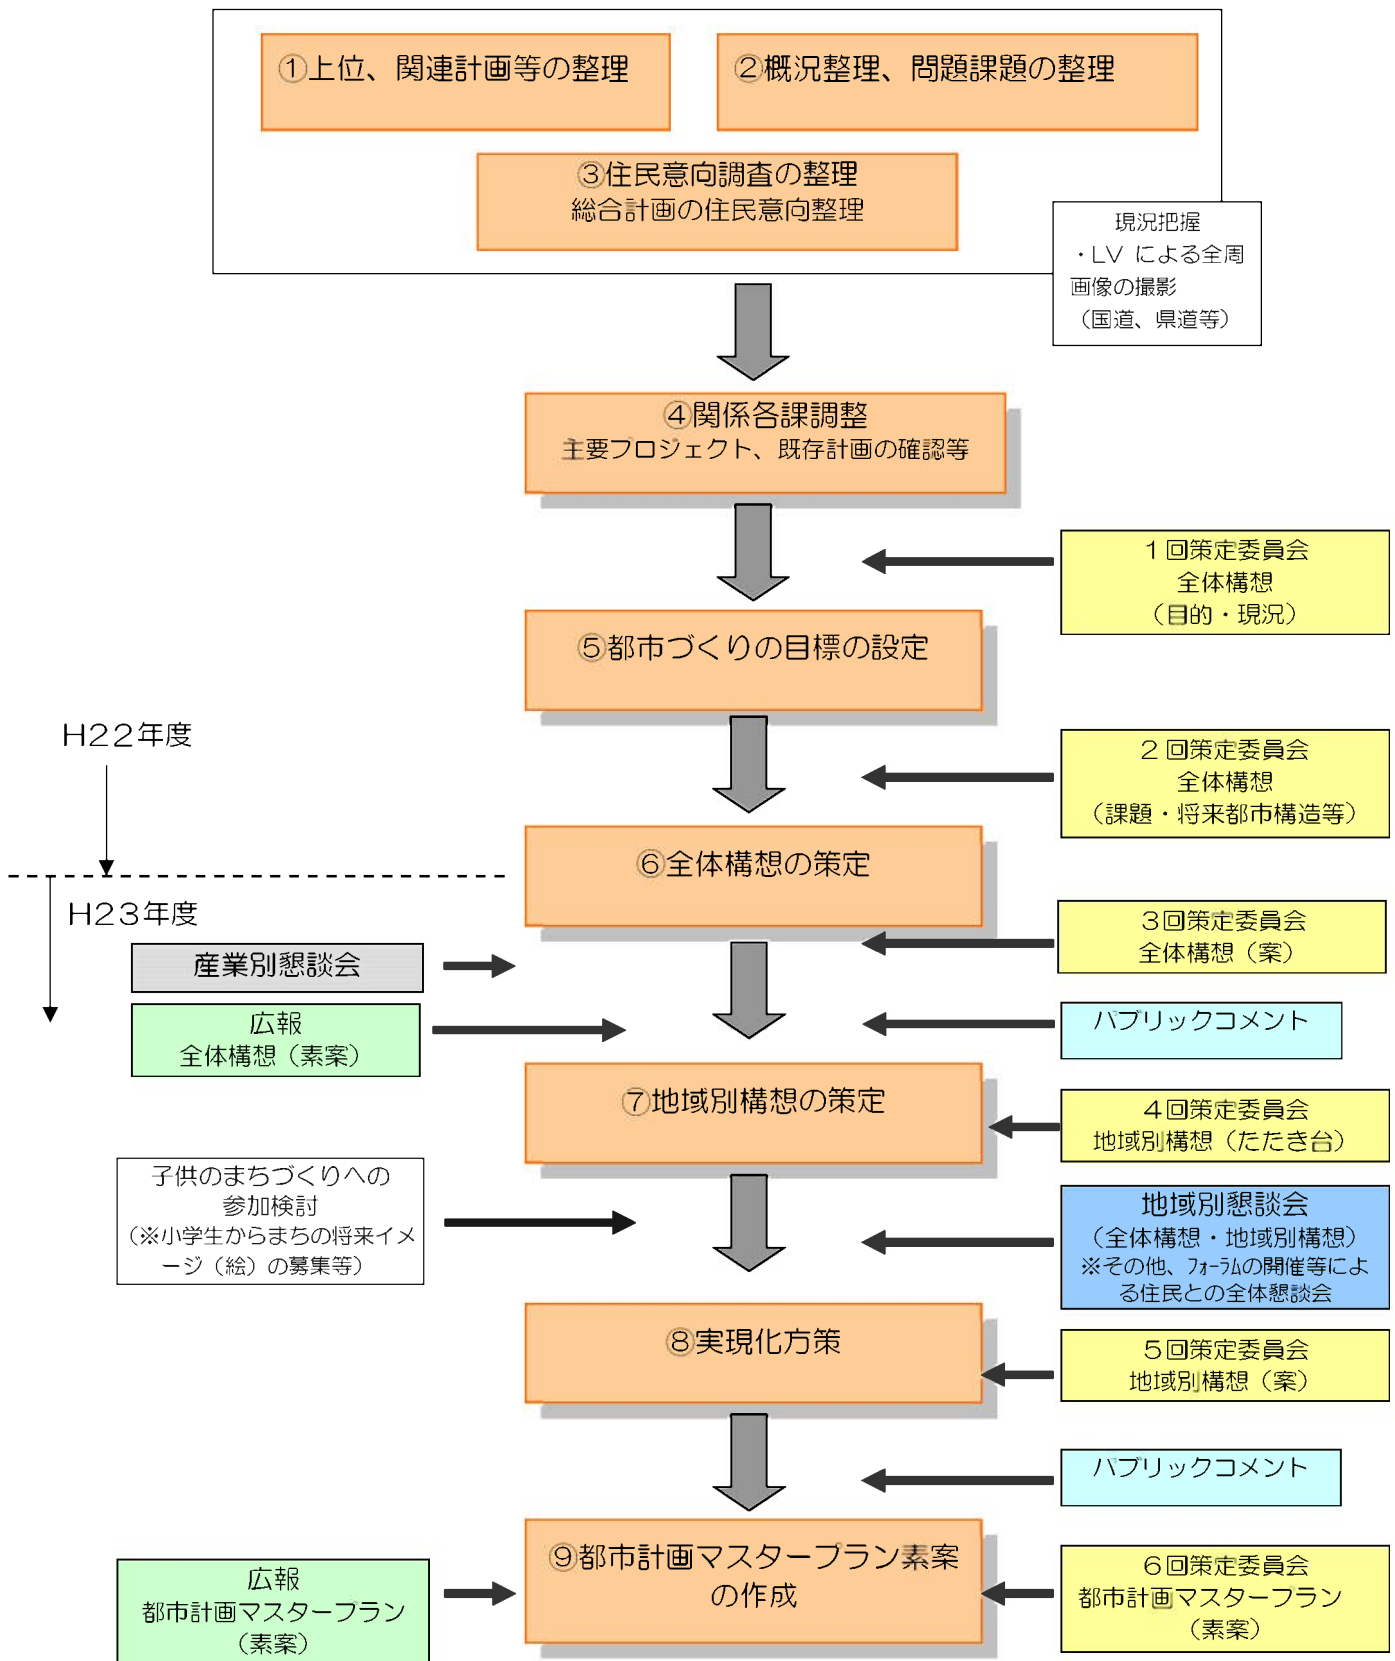 ①上位、関連計画等の整理
②概況整理、問題課題の整理
③住民意向調査の整理
総合計画の住民意向整理
現況把握
・LV による全周
画像の撮影
（国道、県道等）
④関係各課調整
主要プロジェクト、既存計画の確認等
１回策定委員会
全体構想
（目的・現況）
⑤都市づくりの目標の設定
H22年度
２回策定委員会
全体構想
（課題・将来都市構造等）
⑥全体構想の策定
H23年度
３回策定委員会
全体構想（案）
産業別懇談会
広報
全体構想（素案）
パブリックコメント
⑦地域別構想の策定
４回策定委員会
地域別構想（たたき台）
子供のまちづくりへの
参加検討
（※小学生からまちの将来イメ
ージ（絵）の募集等）
地域別懇談会
（全体構想・地域別構想）
※その他、フォーラムの開催等によ
る住民との全体懇談会
⑧実現化方策
５回策定委員会
地域別構想（案）
パブリックコメント
⑨都市計画マスタープラン素案
の作成
広報
都市計画マスタープラン
（素案）
６回策定委員会
都市計画マスタープラン
（素案）